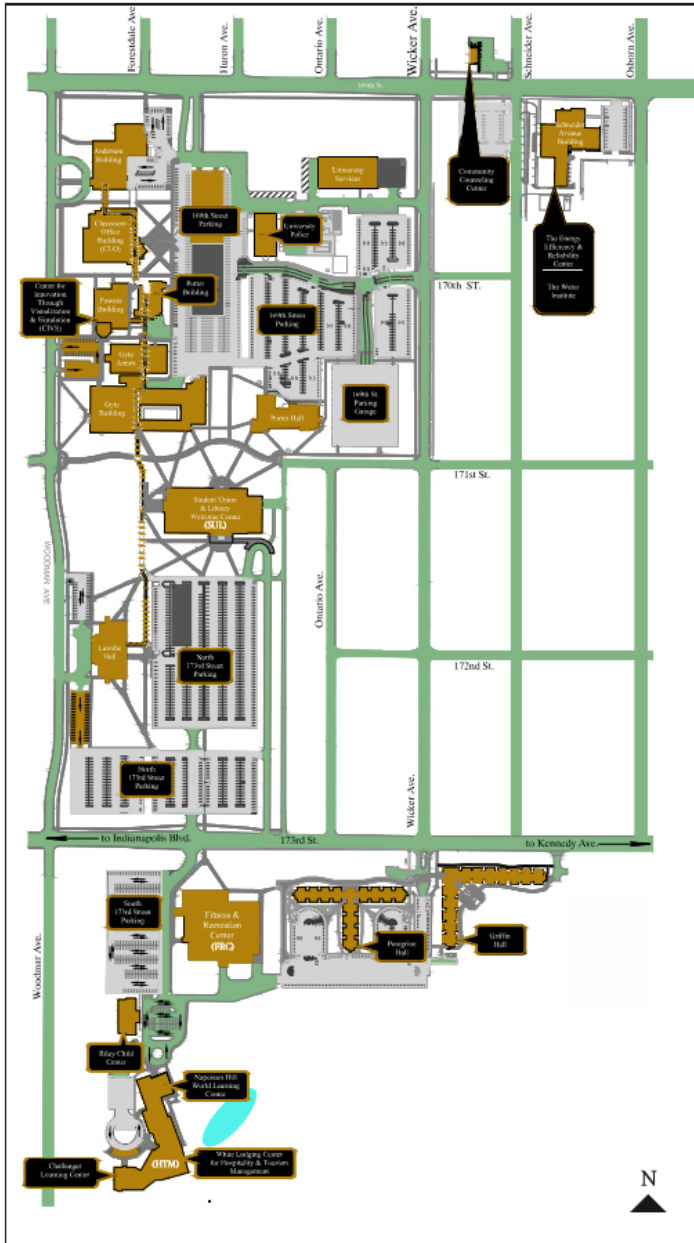 Forestdale Ave.
Huron Ave.
Ontario Ave.
Wicker Ave.
Schneider Ave.
Osborn Ave.
169th St.
Anderson
Building
University
Services
Community
Counseling
Center
Schneider
Avenue
Building
Classroom
Office
Building
(CLO)
169th Street
Parking
University
Police
The Energy
Efficiency &
Reliability
Center
The Water
Institute
Center for
Innovation
Through
Visualization
& Simulation
(CIVS)
Powers
Building
Porter
Building
170th ST.
169th Street
Parking
Gyte
Annex
Gyte
Building
Porter Hall
169th St.
Parking
Garage
171st St.
Student Union
& Library
Welcome Center
(SUL)
WOODMAR AVE
Ontario Ave.
Lawshe
Hall
North
173rd Street
Parking
172nd St.
North
173rd Street
Parking
Wicker Ave.
to Indianapolis Blvd.
173rd St.
to Kennedy Ave.
South
173rd Street
Parking
Fitness &
Recreation
Center
(FRC)
Peregrine
Hall
Griffin
Hall
Woodmar Ave.
Riley Child
Center
Napoleon Hill
World Learning
Center
(HTM)
White Lodging Center
for Hospitality & Tourism
Management
Challenger
Learning Center
N